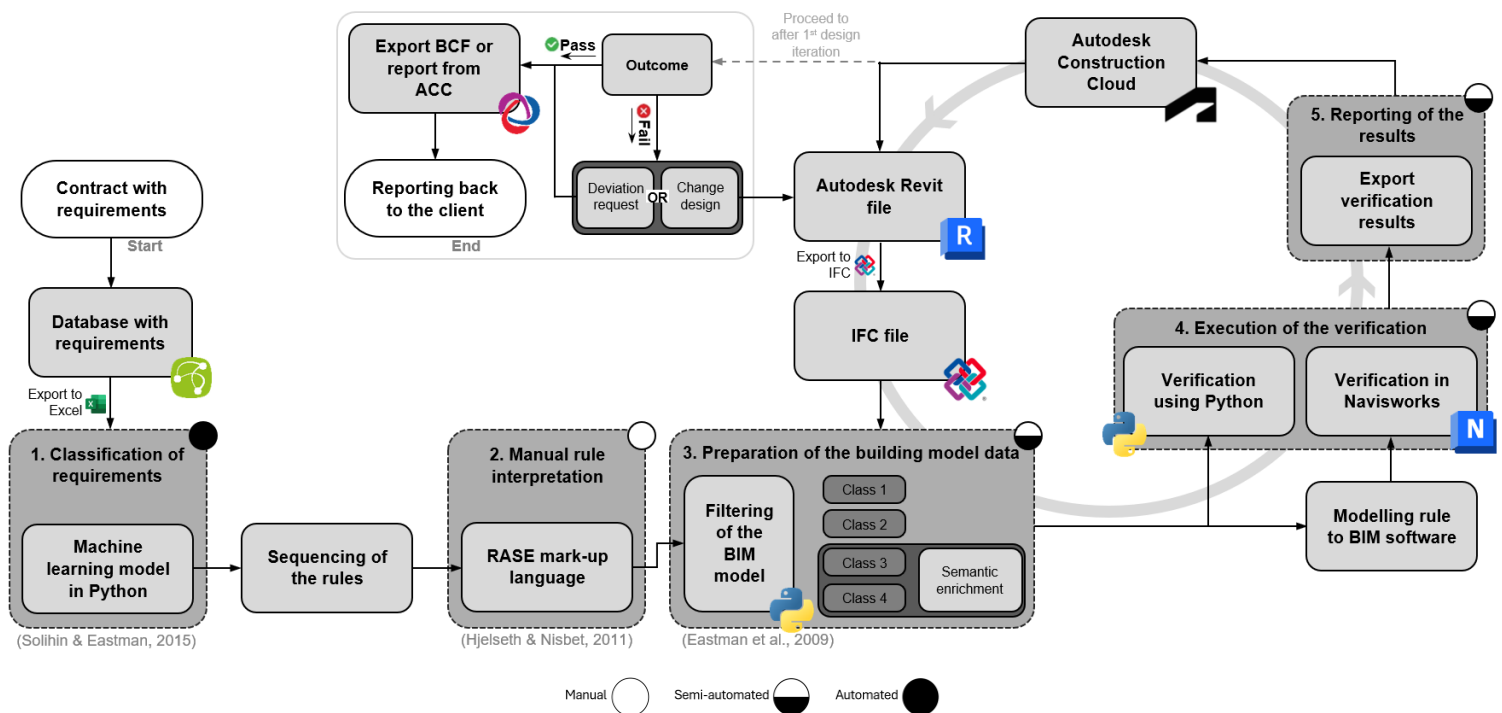 Contract with
requirements
Start
Database with
requirements
Export to
Excel
1. Classification of
requirements
Machine
learning model
in Python
(Solihin & Eastman, 2015)
Sequencing of
the rules
2. Manual rule
interpretation
RASE mark-up
language
(Hjelseth & Nisbet, 2011)
3. Preparation of the building model data
Filtering
of the
BIM
model
Class 1
Class 2
Class 3
Class 4
Semantic
enrichment
(Eastman et al., 2009)
Export BCF or
report from
ACC
Pass
Outcome
Fail
Reporting back
to the client
End
Deviation
request
OR
Change
design
Proceed to
after 1st design
iteration
Autodesk
Construction
Cloud
Autodesk Revit
file
R
Export to
IFC
IFC file
5. Reporting of the
results
Export
verification
results
4. Execution of the verification
Verification
using Python
Verification in
Navisworks
N
Modelling rule
to BIM software
Manual
Semi-automated
Automated